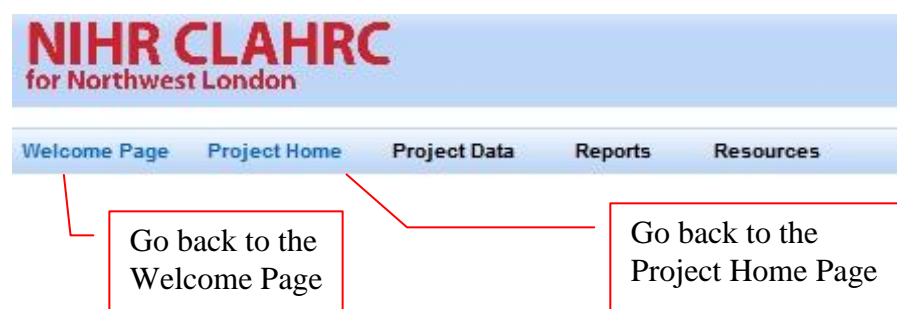 NIHR CLAHRC
for Northwest London
Welcome Page Project Home Project Data Reports Resources
Go back to the
Welcome Page
Go back to the
Project Home Page